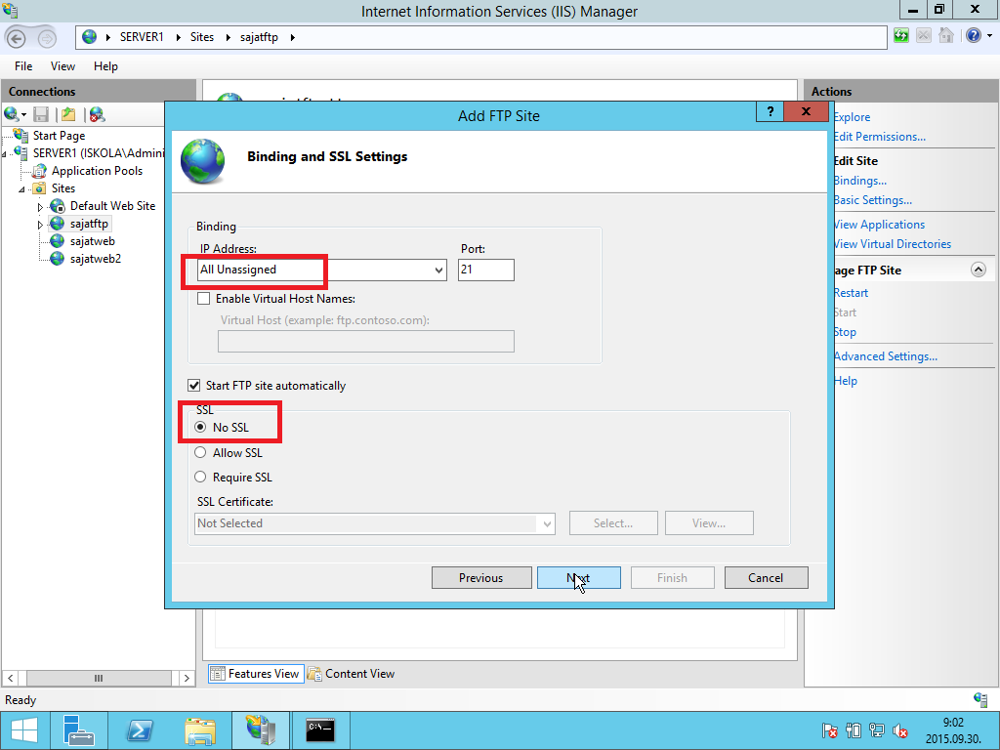 Internet Information Services (IIS) Manager
SERVER1 Sites sajatftp
File View Help
Connections
Start Page
SERVER1 (ISKOLA\Admini
Application Pools
Sites
Default Web Site
sajatftp
sajatweb
sajatweb2
Add FTP Site
?
Binding and SSL Settings
Binding
IP Address:
Port:
All Unassigned
21
Enable Virtual Host Names:
Virtual Host (example: ftp.contoso.com):
Start FTP site automatically
SSL
No SSL
Allow SSL
Require SSL
SSL Certificate:
Not Selected
Select...
View...
Previous
Next
Finish
Cancel
Actions
Explore
Edit Permissions...
Edit Site
Bindings...
Basic Settings...
View Applications
View Virtual Directories
age FTP Site
Restart
Start
Stop
Advanced Settings...
Help
Features View
Content View
Ready
9:02
2015.09.30.